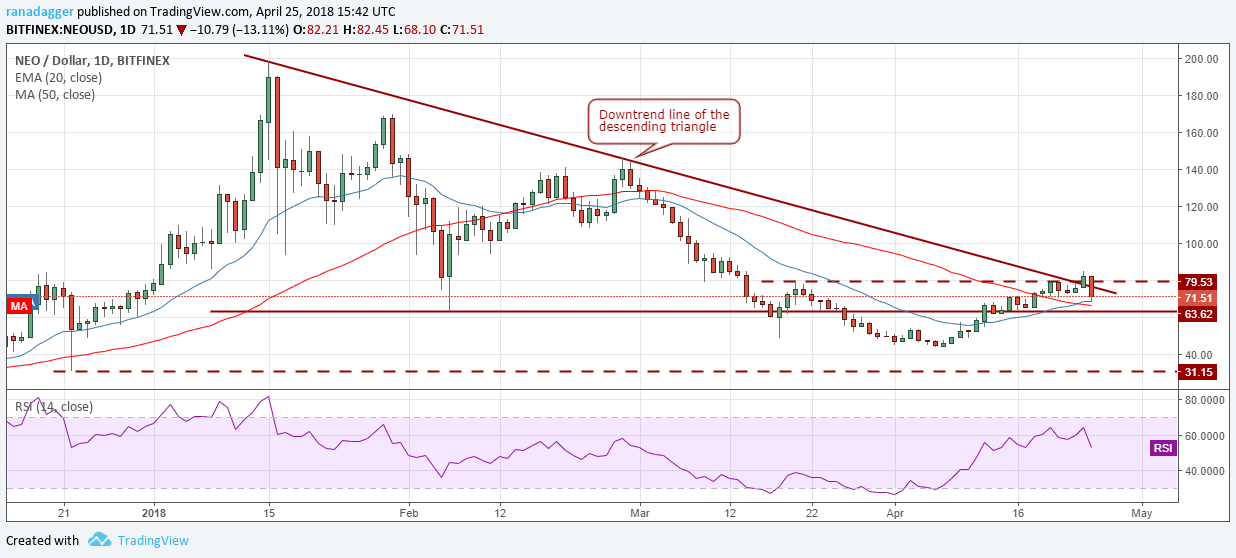 ranadagger published on TradingView.com, April 25, 2018 15:42 UTC
BITFINEX:NEOUSD, 1D 71.51 ▼ −10.79 (−13.11%) O:82.21 H:82.45 L:68.10 C:71.51
NEO / Dollar, 1D, BITFINEX
EMA (20, close)
MA (50, close)
Downtrend line of the
descending triangle
200.00
180.00
160.00
140.00
120.00
100.00
79.53
71.51
63.62
40.00
31.15
MA
RSI (14, close)
80.0000
60.0000
RSI
40.0000
21 2018 15 Feb 12 Mar 12 22 Apr 16 May
Created with TradingView